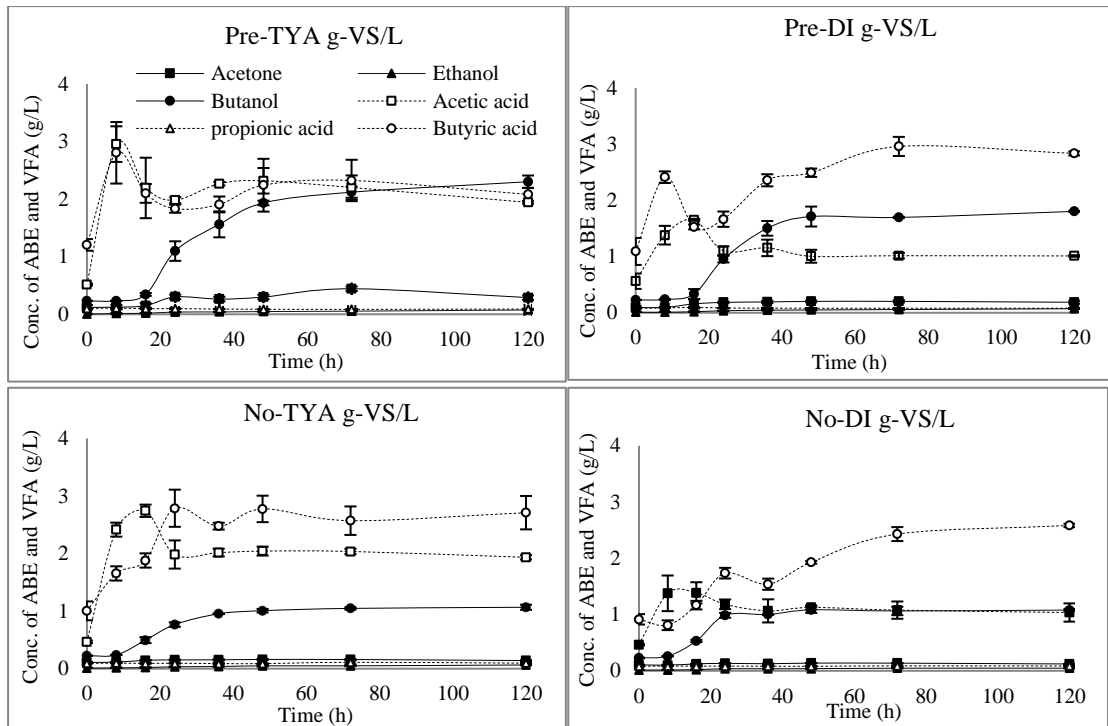 Pre-TYA g-VS/L
Acetone
Ethanol
Butanol
Acetic acid
propionic acid
Butyric acid
Conc. of ABE and VFA (g/L)
4
3
2
1
0
0 20 40 60 80 100 120
Time (h)
Pre-DI g-VS/L
Conc. of ABE and VFA (g/L)
4
3
2
1
0
0 20 40 60 80 100 120
Time (h)
No-TYA g-VS/L
Conc. of ABE and VFA (g/L)
4
3
2
1
0
0 20 40 60 80 100 120
Time (h)
No-DI g-VS/L
Conc. of ABE and VFA (g/L)
4
3
2
1
0
0 20 40 60 80 100 120
Time (h)